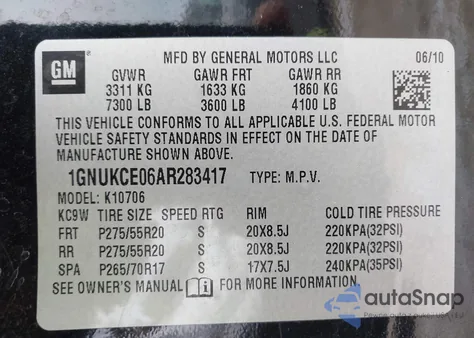 GM
MFD BY GENERAL MOTORS LLC 06/10
GVWR GAWR FRT GAWR RR
3311 KG 1633 KG 1860 KG
7300 LB 3600 LB 4100 LB
THIS VEHICLE CONFORMS TO ALL APPLICABLE U.S. FEDERAL MOTOR
VEHICLE SAFETY STANDARDS IN EFFECT ON THE DATE OF
MANUFACTURE SHOWN ABOVE.
1GNUKCE06AR283417 TYPE: M.P.V.
MODEL: K10706
KC9W TIRE SIZE SPEED RTG RIM COLD TIRE PRESSURE
FRT P275/55R20 S 20X8.5J 220KPA(32PSI)
RR P275/55R20 S 20X8.5J 220KPA(32PSI)
SPA P265/70R17 S 17X7.5J 240KPA(35PSI)
SEE OWNER'S MANUAL i FOR MORE INFORMATION.
autoSnap